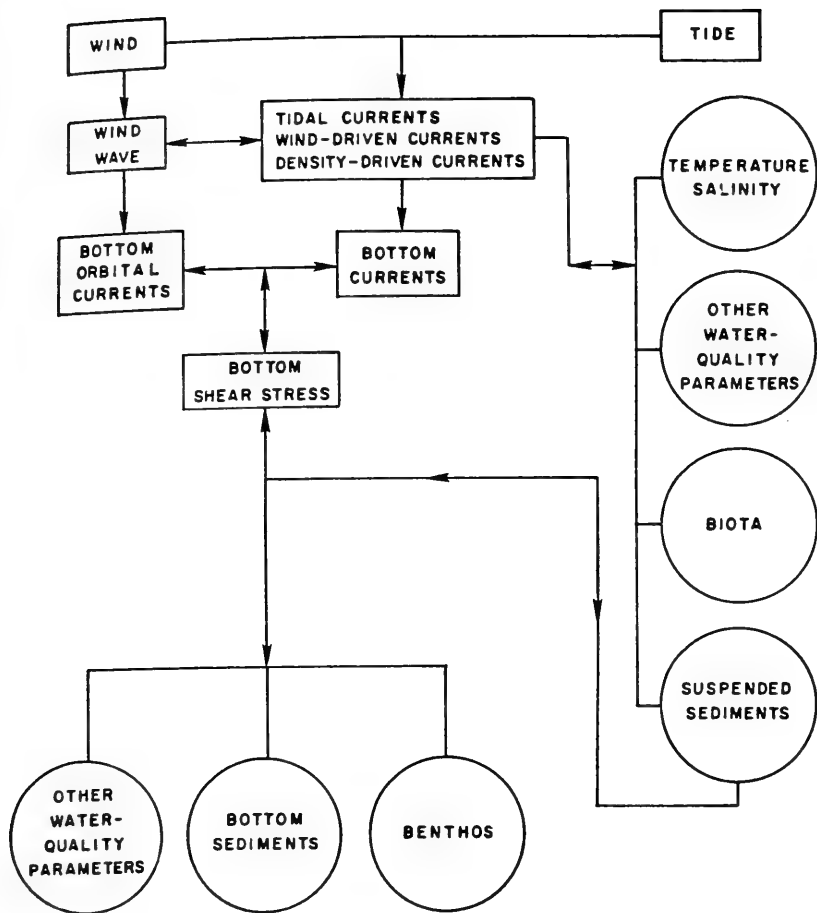 WIND
TIDE
WIND
WAVE
TIDAL CURRENTS
WIND-DRIVEN CURRENTS
DENSITY-DRIVEN CURRENTS
TEMPERATURE
SALINITY
BOTTOM
ORBITAL
CURRENTS
BOTTOM
CURRENTS
OTHER
WATER-
QUALITY
PARAMETERS
BOTTOM
SHEAR STRESS
BIOTA
SUSPENDED
SEDIMENTS
OTHER
WATER-
QUALITY
PARAMETERS
BOTTOM
SEDIMENTS
BENTHOS